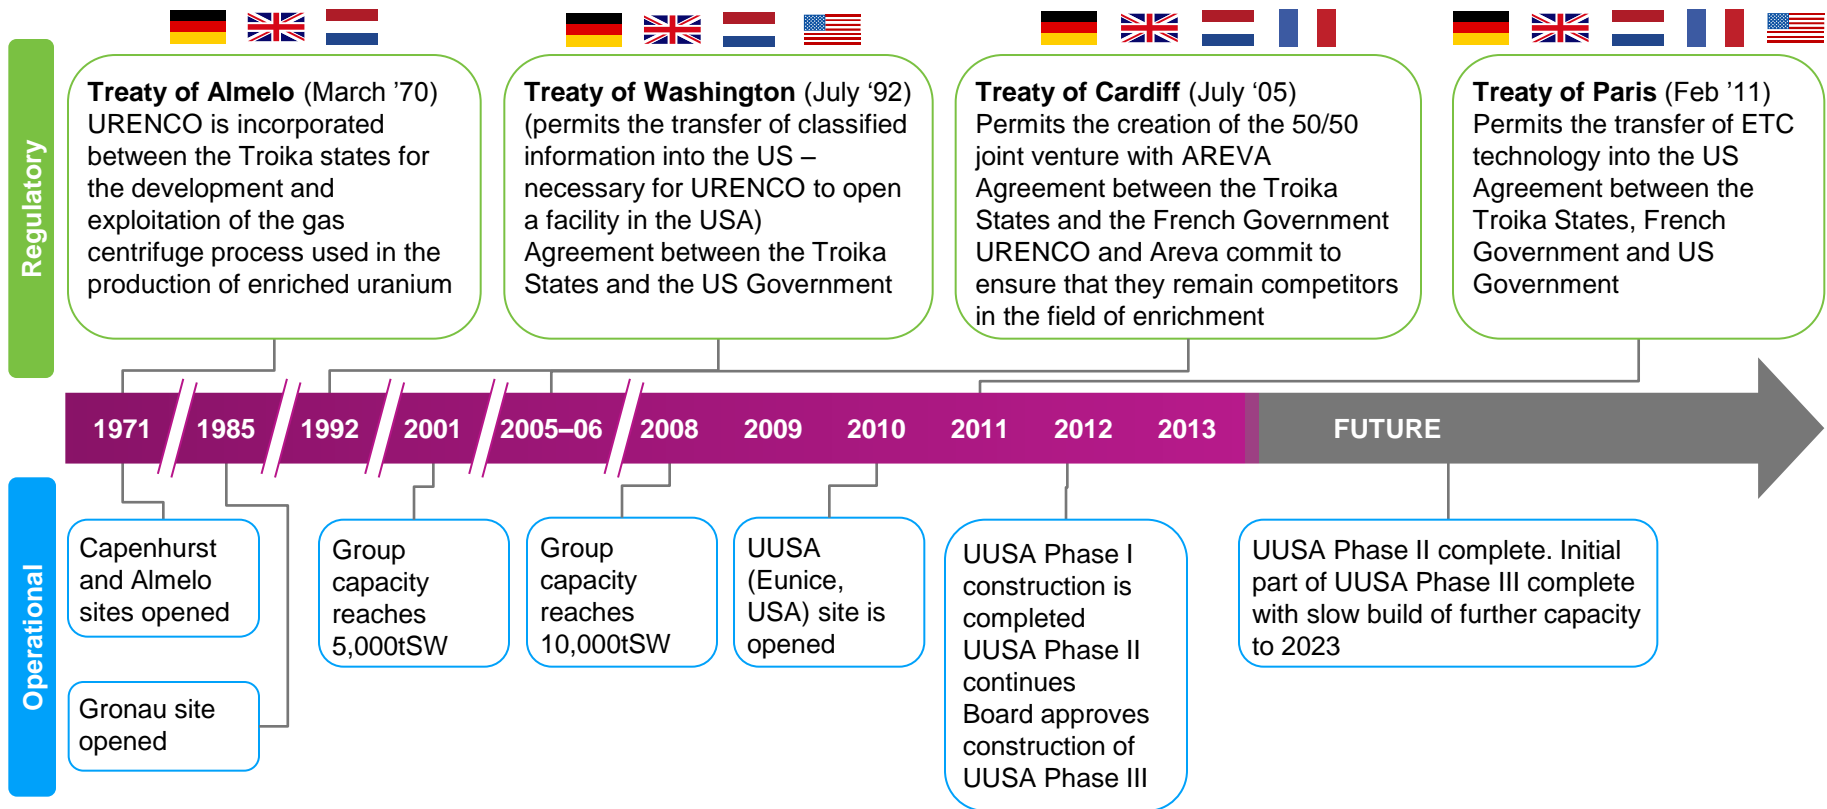 Regulatory
Treaty of Almelo (March ’70)
URENCO is incorporated
between the Troika states for
the development and
exploitation of the gas
centrifuge process used in the
production of enriched uranium
Treaty of Washington (July ‘92)
(permits the transfer of classified
information into the US –
necessary for URENCO to open
a facility in the USA)
Agreement between the Troika
States and the US Government
Treaty of Cardiff (July ‘05)
Permits the creation of the 50/50
joint venture with AREVA
Agreement between the Troika
States and the French Government
URENCO and Areva commit to
ensure that they remain competitors
in the field of enrichment
Treaty of Paris (Feb ’11)
Permits the transfer of ETC
technology into the US
Agreement between the
Troika States, French
Government and US
Government
1971 1985 1992 2001 2005–06 2008 2009 2010 2011 2012 2013 FUTURE
Operational
Capenhurst
and Almelo
sites opened
Gronau site
opened
Group
capacity
reaches
5,000tSW
Group
capacity
reaches
10,000tSW
UUSA
(Eunice,
USA) site is
opened
UUSA Phase I
construction is
completed
UUSA Phase II
continues
Board approves
construction of
UUSA Phase III
UUSA Phase II complete. Initial
part of UUSA Phase III complete
with slow build of further capacity
to 2023